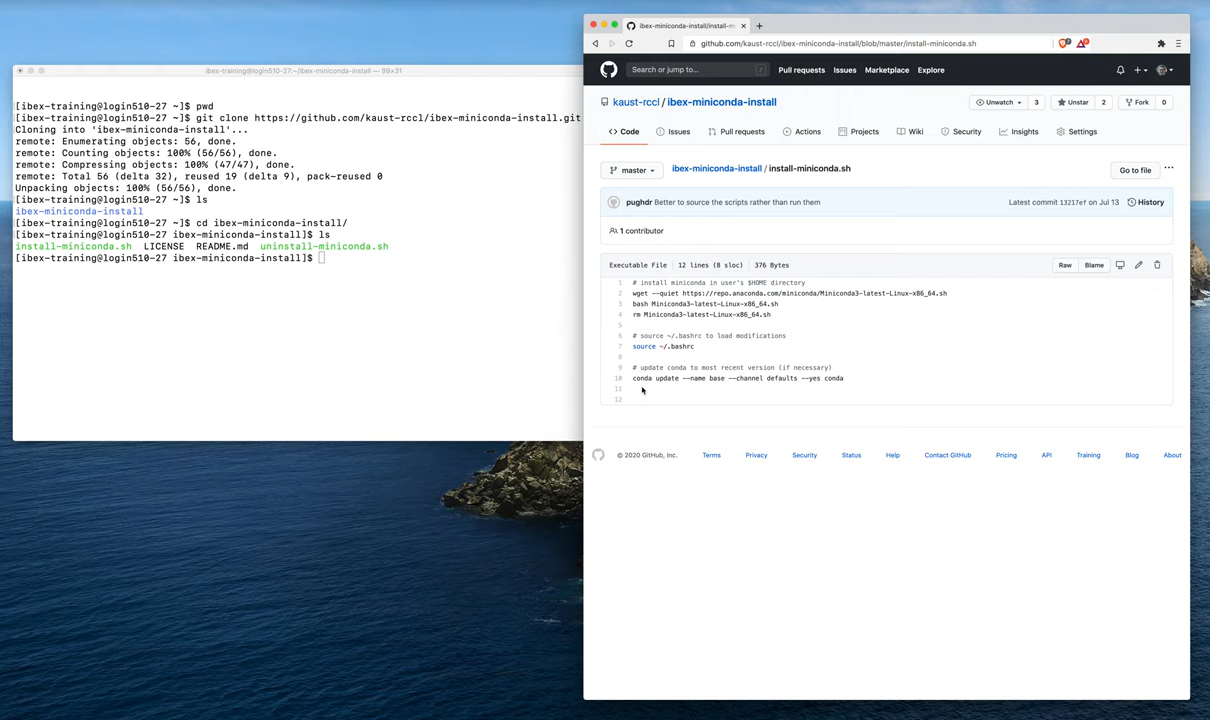 ibex-training@login510-27:~/ibex-miniconda-install — 99×31
[ibex-training@login510-27 ~]$ pwd
[ibex-training@login510-27 ~]$ git clone https://github.com/kaust-rccl/ibex-miniconda-install.git
Cloning into 'ibex-miniconda-install'...
remote: Enumerating objects: 56, done.
remote: Counting objects: 100% (56/56), done.
remote: Compressing objects: 100% (47/47), done.
remote: Total 56 (delta 32), reused 19 (delta 9), pack-reused 0
Unpacking objects: 100% (56/56), done.
[ibex-training@login510-27 ~]$ ls
ibex-miniconda-install
[ibex-training@login510-27 ~]$ cd ibex-miniconda-install/
[ibex-training@login510-27 ibex-miniconda-install]$ ls
install-miniconda.sh LICENSE README.md uninstall-miniconda.sh
[ibex-training@login510-27 ibex-miniconda-install]$
ibex-miniconda-install/install-m
github.com/kaust-rccl/ibex-miniconda-install/blob/master/install-miniconda.sh
Search or jump to... / Pull requests Issues Marketplace Explore
kaust-rccl / ibex-miniconda-install Unwatch 3 Unstar 2 Fork 0
Code Issues Pull requests Actions Projects Wiki Security Insights Settings
master ibex-miniconda-install / install-miniconda.sh Go to file
pughdr Better to source the scripts rather than run them Latest commit 13217ef on Jul 13 History
1 contributor
Executable File 12 lines (8 sloc) 376 Bytes Raw Blame
1 # install miniconda in user's $HOME directory
2 wget --quiet https://repo.anaconda.com/miniconda/Miniconda3-latest-Linux-x86_64.sh
3 bash Miniconda3-latest-Linux-x86_64.sh
4 rm Miniconda3-latest-Linux-x86_64.sh
5
6 # source ~/.bashrc to load modifications
7 source ~/.bashrc
8
9 # update conda to most recent version (if necessary)
10 conda update --name base --channel defaults --yes conda
11
12
© 2020 GitHub, Inc. Terms Privacy Security Status Help Contact GitHub Pricing API Training Blog About